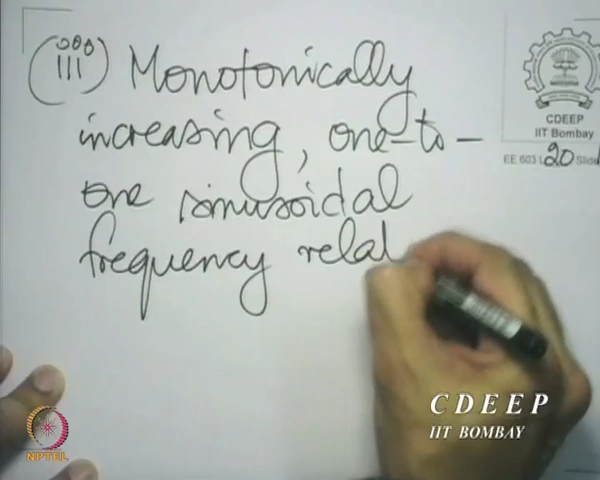 (iii) Monotonically
increasing, one-to-
one sinusoidal
frequency relat
CDEEP
IIT Bombay
EE 603 L 20 Slide
CDEEP
IIT BOMBAY
NPTEL